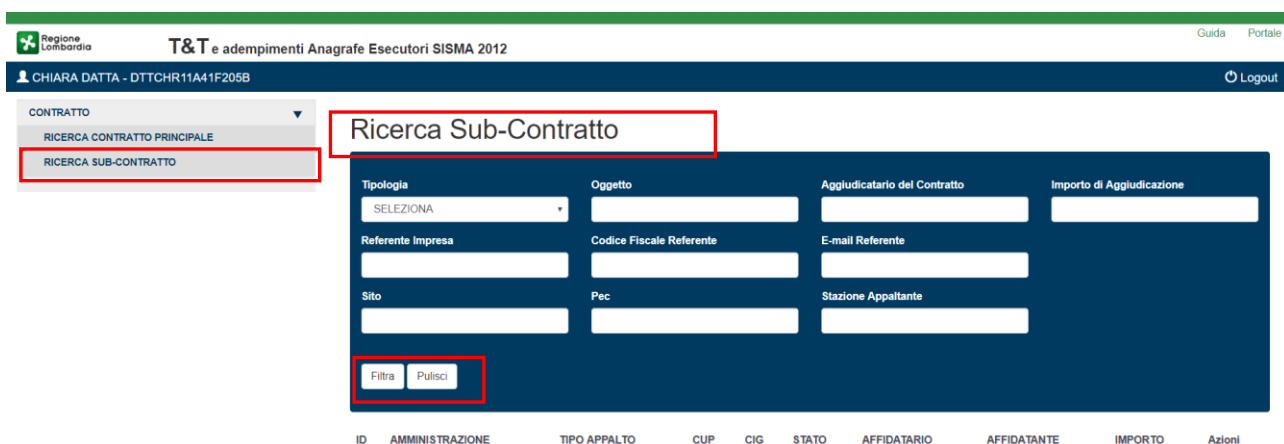 Guida Portale
Regione
Lombardia
T&T e adempimenti Anagrafe Esecutori SISMA 2012
CHIARA DATTA - DTTCHR11A41F205B Logout
CONTRATTO
RICERCA CONTRATTO PRINCIPALE
RICERCA SUB-CONTRATTO
Ricerca Sub-Contratto
Tipologia Oggetto Aggiudicatario del Contratto Importo di Aggiudicazione
SELEZIONA
Referente Impresa Codice Fiscale Referente E-mail Referente
Sito Pec Stazione Appaltante
Filtra Pulisci
ID AMMINISTRAZIONE TIPO APPALTO CUP CIG STATO AFFIDATARIO AFFIDATANTE IMPORTO Azioni